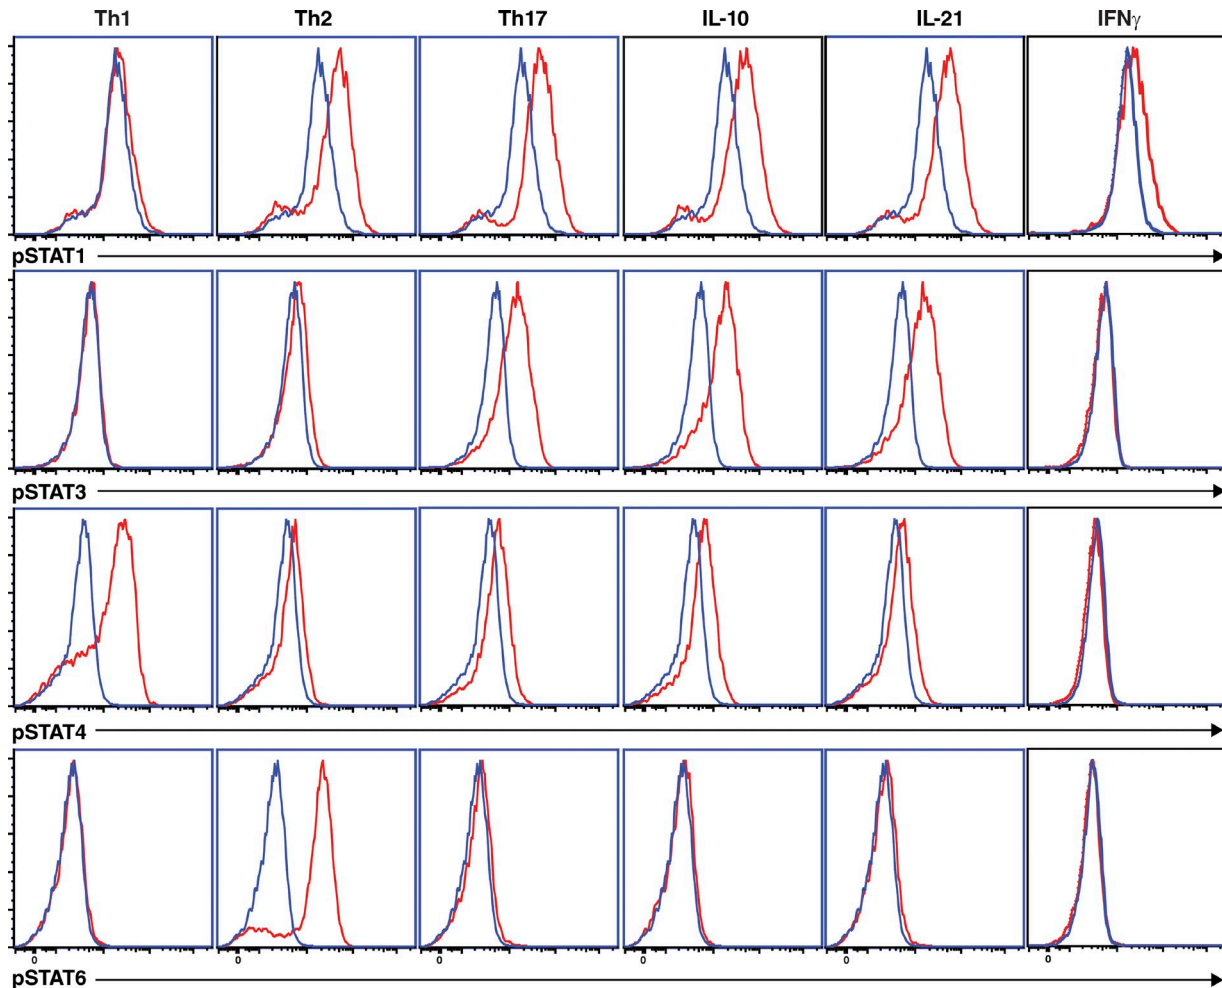 Th1 Th2 Th17 IL-10 IL-21 IFNγ
pSTAT1
pSTAT3
pSTAT4
0 0 0 0 0 0
pSTAT6